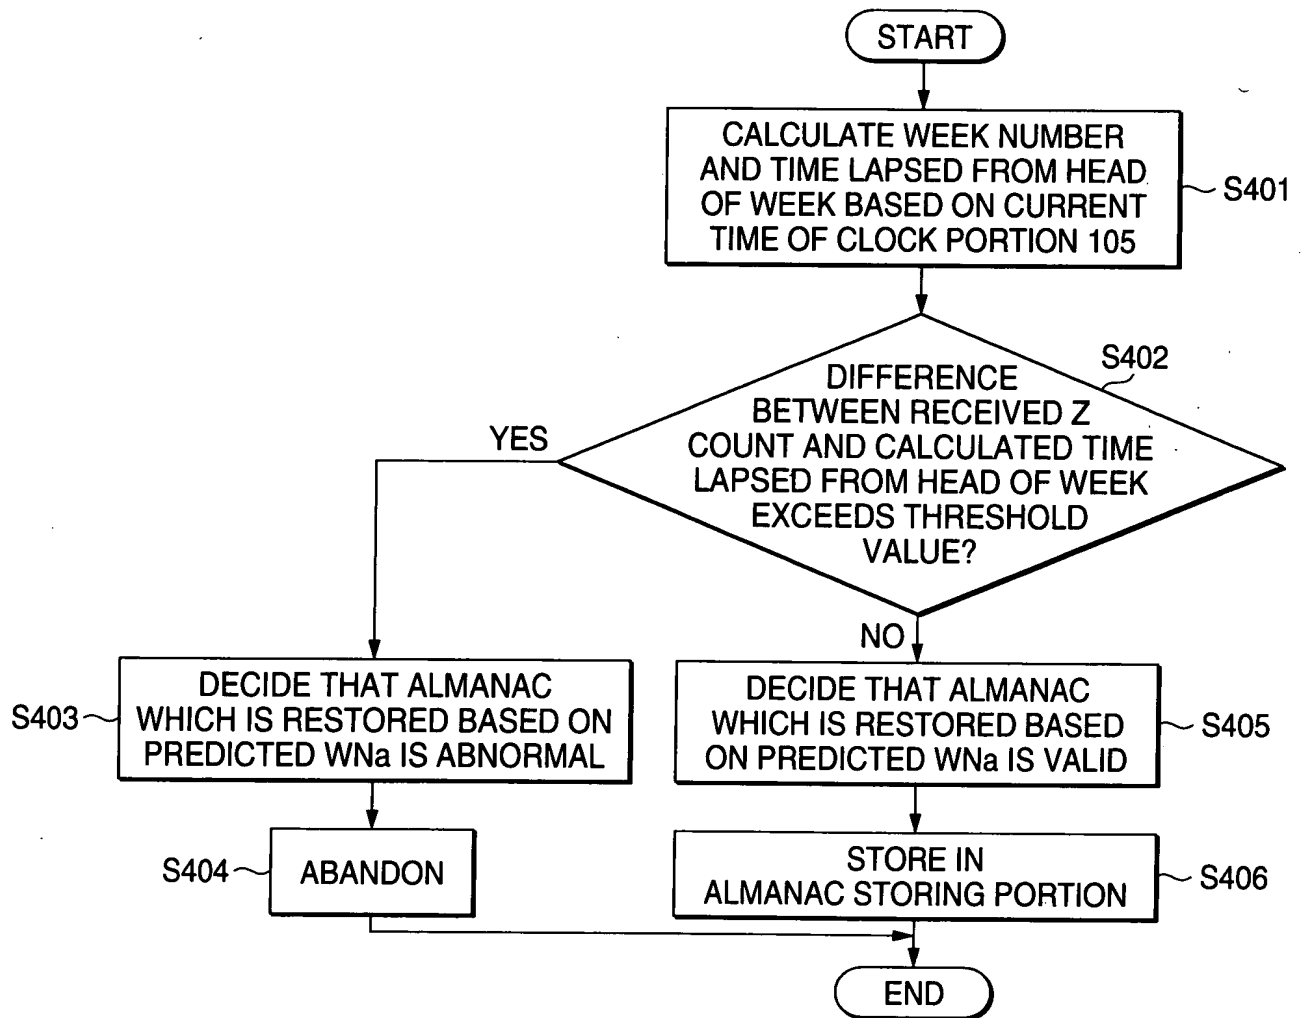 START
CALCULATE WEEK NUMBER
AND TIME LAPSED FROM HEAD
OF WEEK BASED ON CURRENT
TIME OF CLOCK PORTION 105
S401
S402
DIFFERENCE
BETWEEN RECEIVED Z
COUNT AND CALCULATED TIME
LAPSED FROM HEAD OF WEEK
EXCEEDS THRESHOLD
VALUE?
YES
NO
S403
DECIDE THAT ALMANAC
WHICH IS RESTORED BASED ON
PREDICTED WNa IS ABNORMAL
DECIDE THAT ALMANAC
WHICH IS RESTORED BASED
ON PREDICTED WNa IS VALID
S405
S404
ABANDON
STORE IN
ALMANAC STORING PORTION
S406
END